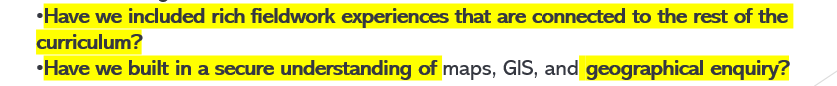 •Have we included rich fieldwork experiences that are connected to the rest of the
curriculum?
•Have we built in a secure understanding of maps, GIS, and geographical enquiry?